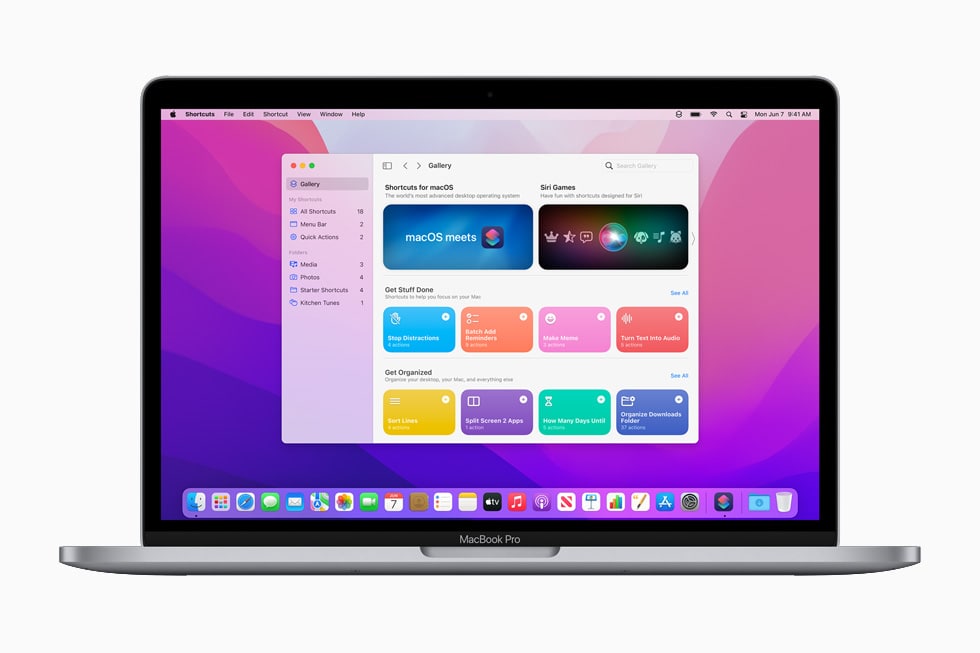 Shortcuts File Edit Shortcut View Window Help Mon Jun 7 9:41 AM
Gallery
Search Gallery
Gallery
My Shortcuts
All Shortcuts 18
Menu Bar 2
Quick Actions 2
Folders
Media 3
Photos 4
Starter Shortcuts 4
Kitchen Tunes 1
Shortcuts for macOS
The world's most advanced desktop operating system
macOS meets
Siri Games
Have fun with shortcuts designed for Siri
Get Stuff Done
Shortcuts to help you focus on your Mac
See All
Stop Distractions
4 actions
Batch Add
Reminders
6 actions
Make Meme
3 actions
Turn Text Into Audio
5 actions
Get Organized
Organize your desktop, your Mac, and everything else
See All
Sort Lines
4 actions
Split Screen 2 Apps
1 action
How Many Days Until
5 actions
Organize Downloads
Folder
37 actions
JUN
7
tv
MacBook Pro